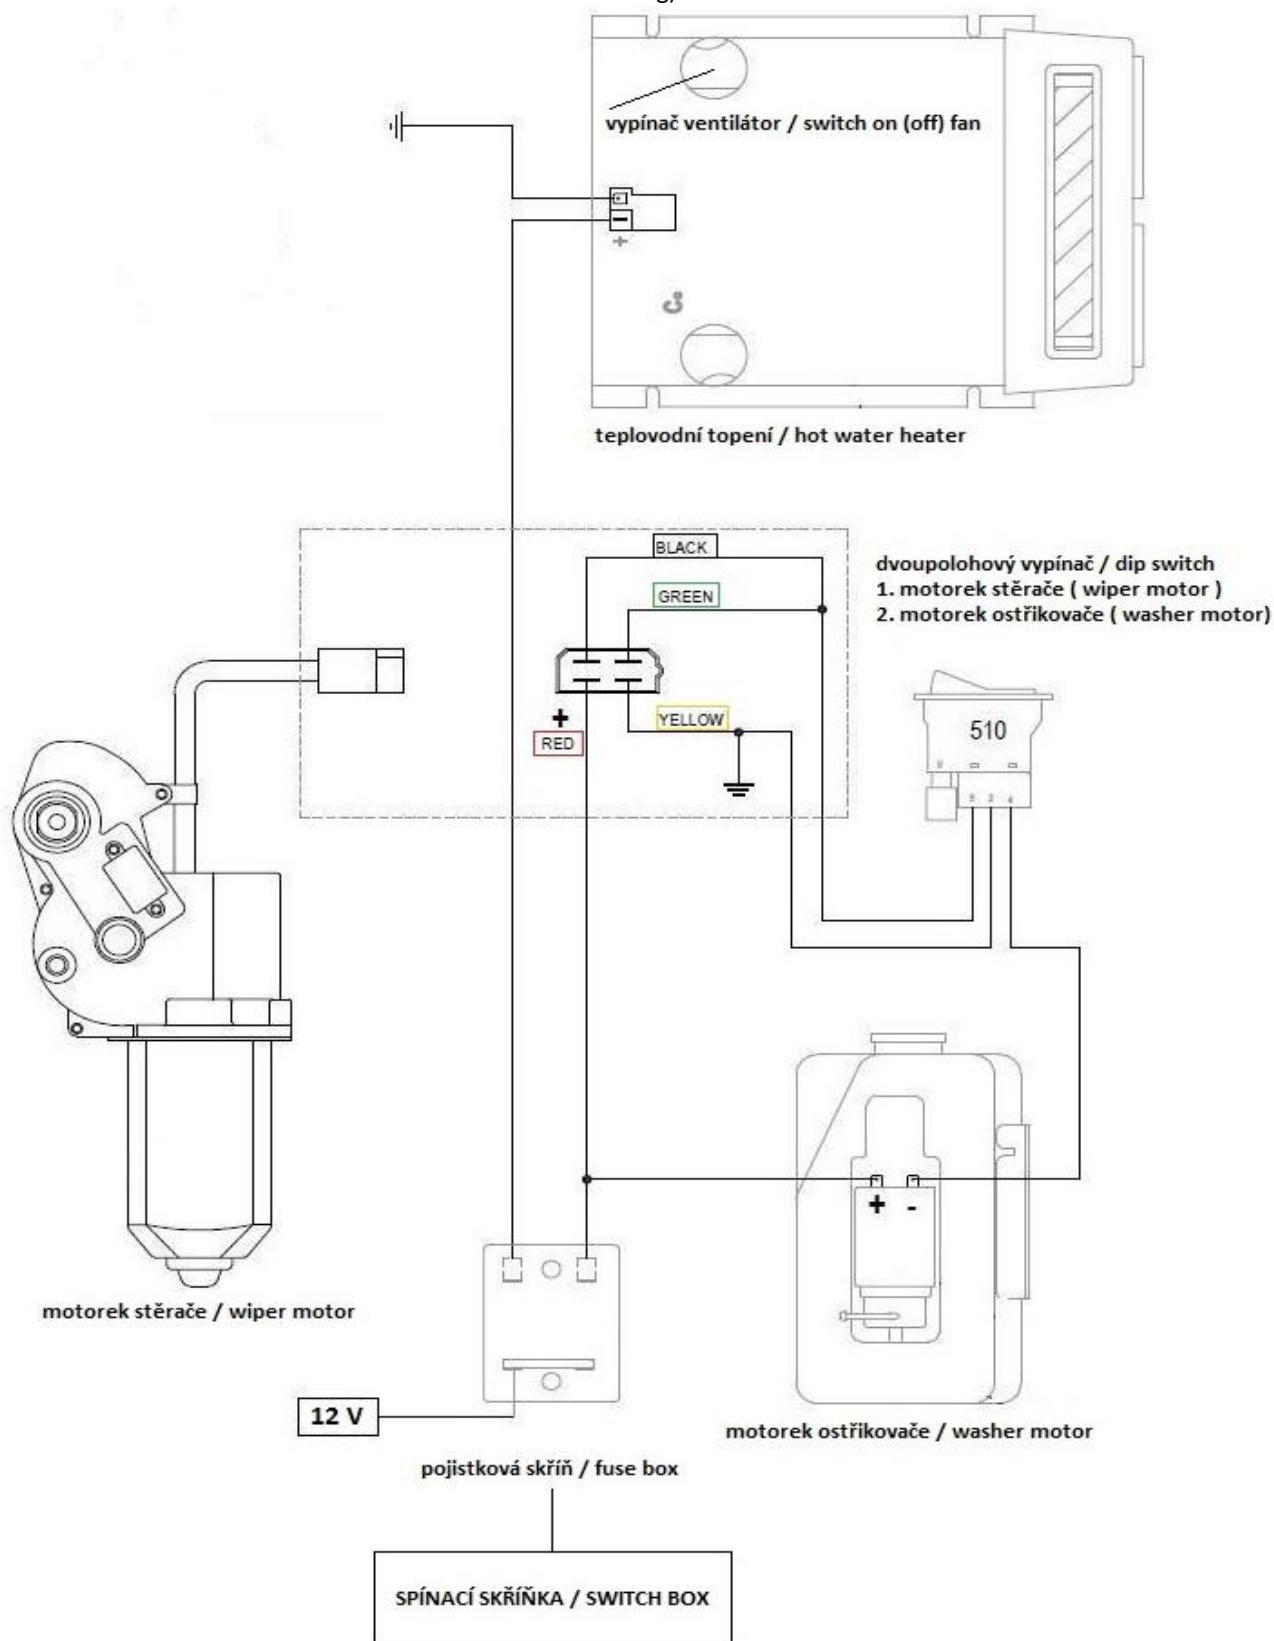 vypínač ventilátor / switch on (off) fan
+
teplovodní topení / hot water heater
BLACK
GREEN
dvoupolohový vypínač / dip switch
1. motorek stěrače ( wiper motor )
2. motorek ostřikovače ( washer motor)
+
RED
YELLOW
510
+ -
motorek stěrače / wiper motor
12 V
motorek ostřikovače / washer motor
pojistková skříň / fuse box
SPÍNACÍ SKŘÍŇKA / SWITCH BOX